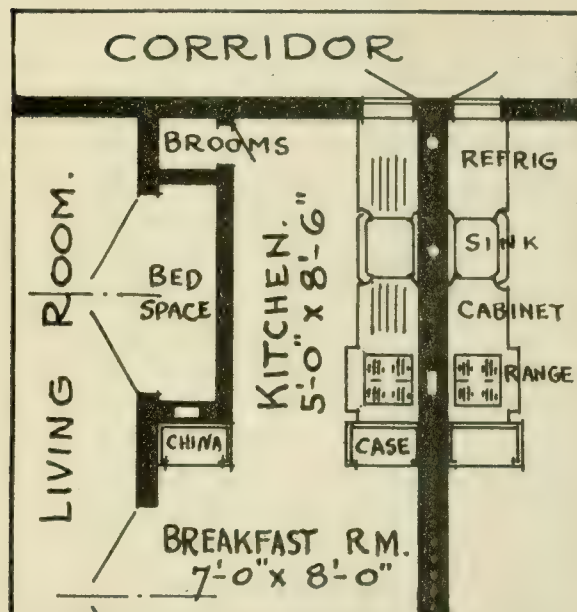 CORRIDOR
BROOMS
REFRIG
LIVING ROOM.
BED
SPACE
KITCHEN.
5'-0" x 8'-6"
SINK
CABINET
RANGE
CHINA
CASE
BREAKFAST RM.
7'-0" x 8'-0"